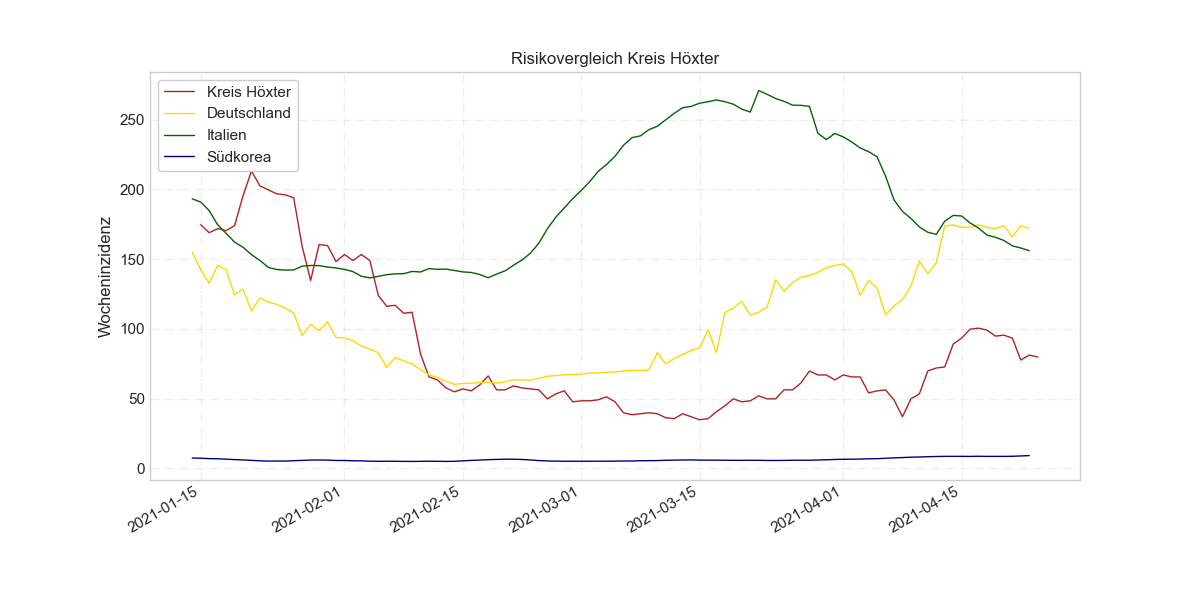 Risikovergleich Kreis Höxter
Kreis Höxter
Deutschland
Italien
Südkorea
Wocheninzidenz
250
200
150
100
50
0
2021-01-15
2021-02-01
2021-02-15
2021-03-01
2021-03-15
2021-04-01
2021-04-15